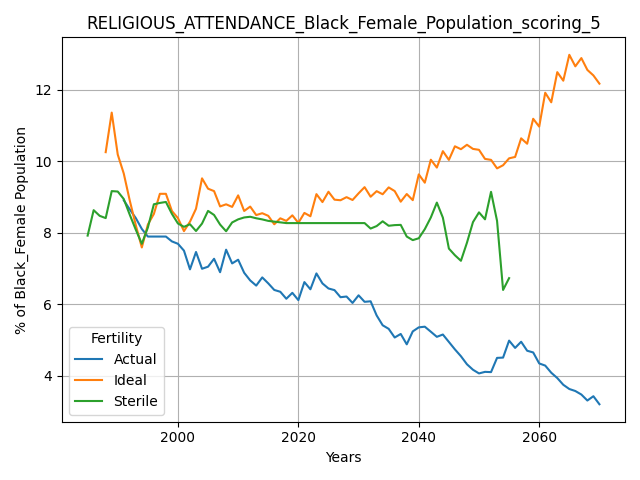 RELIGIOUS_ATTENDANCE_Black_Female_Population_scoring_5
% of Black_Female Population
12
10
8
6
4
Fertility
Actual
Ideal
Sterile
2000 2020 2040 2060
Years